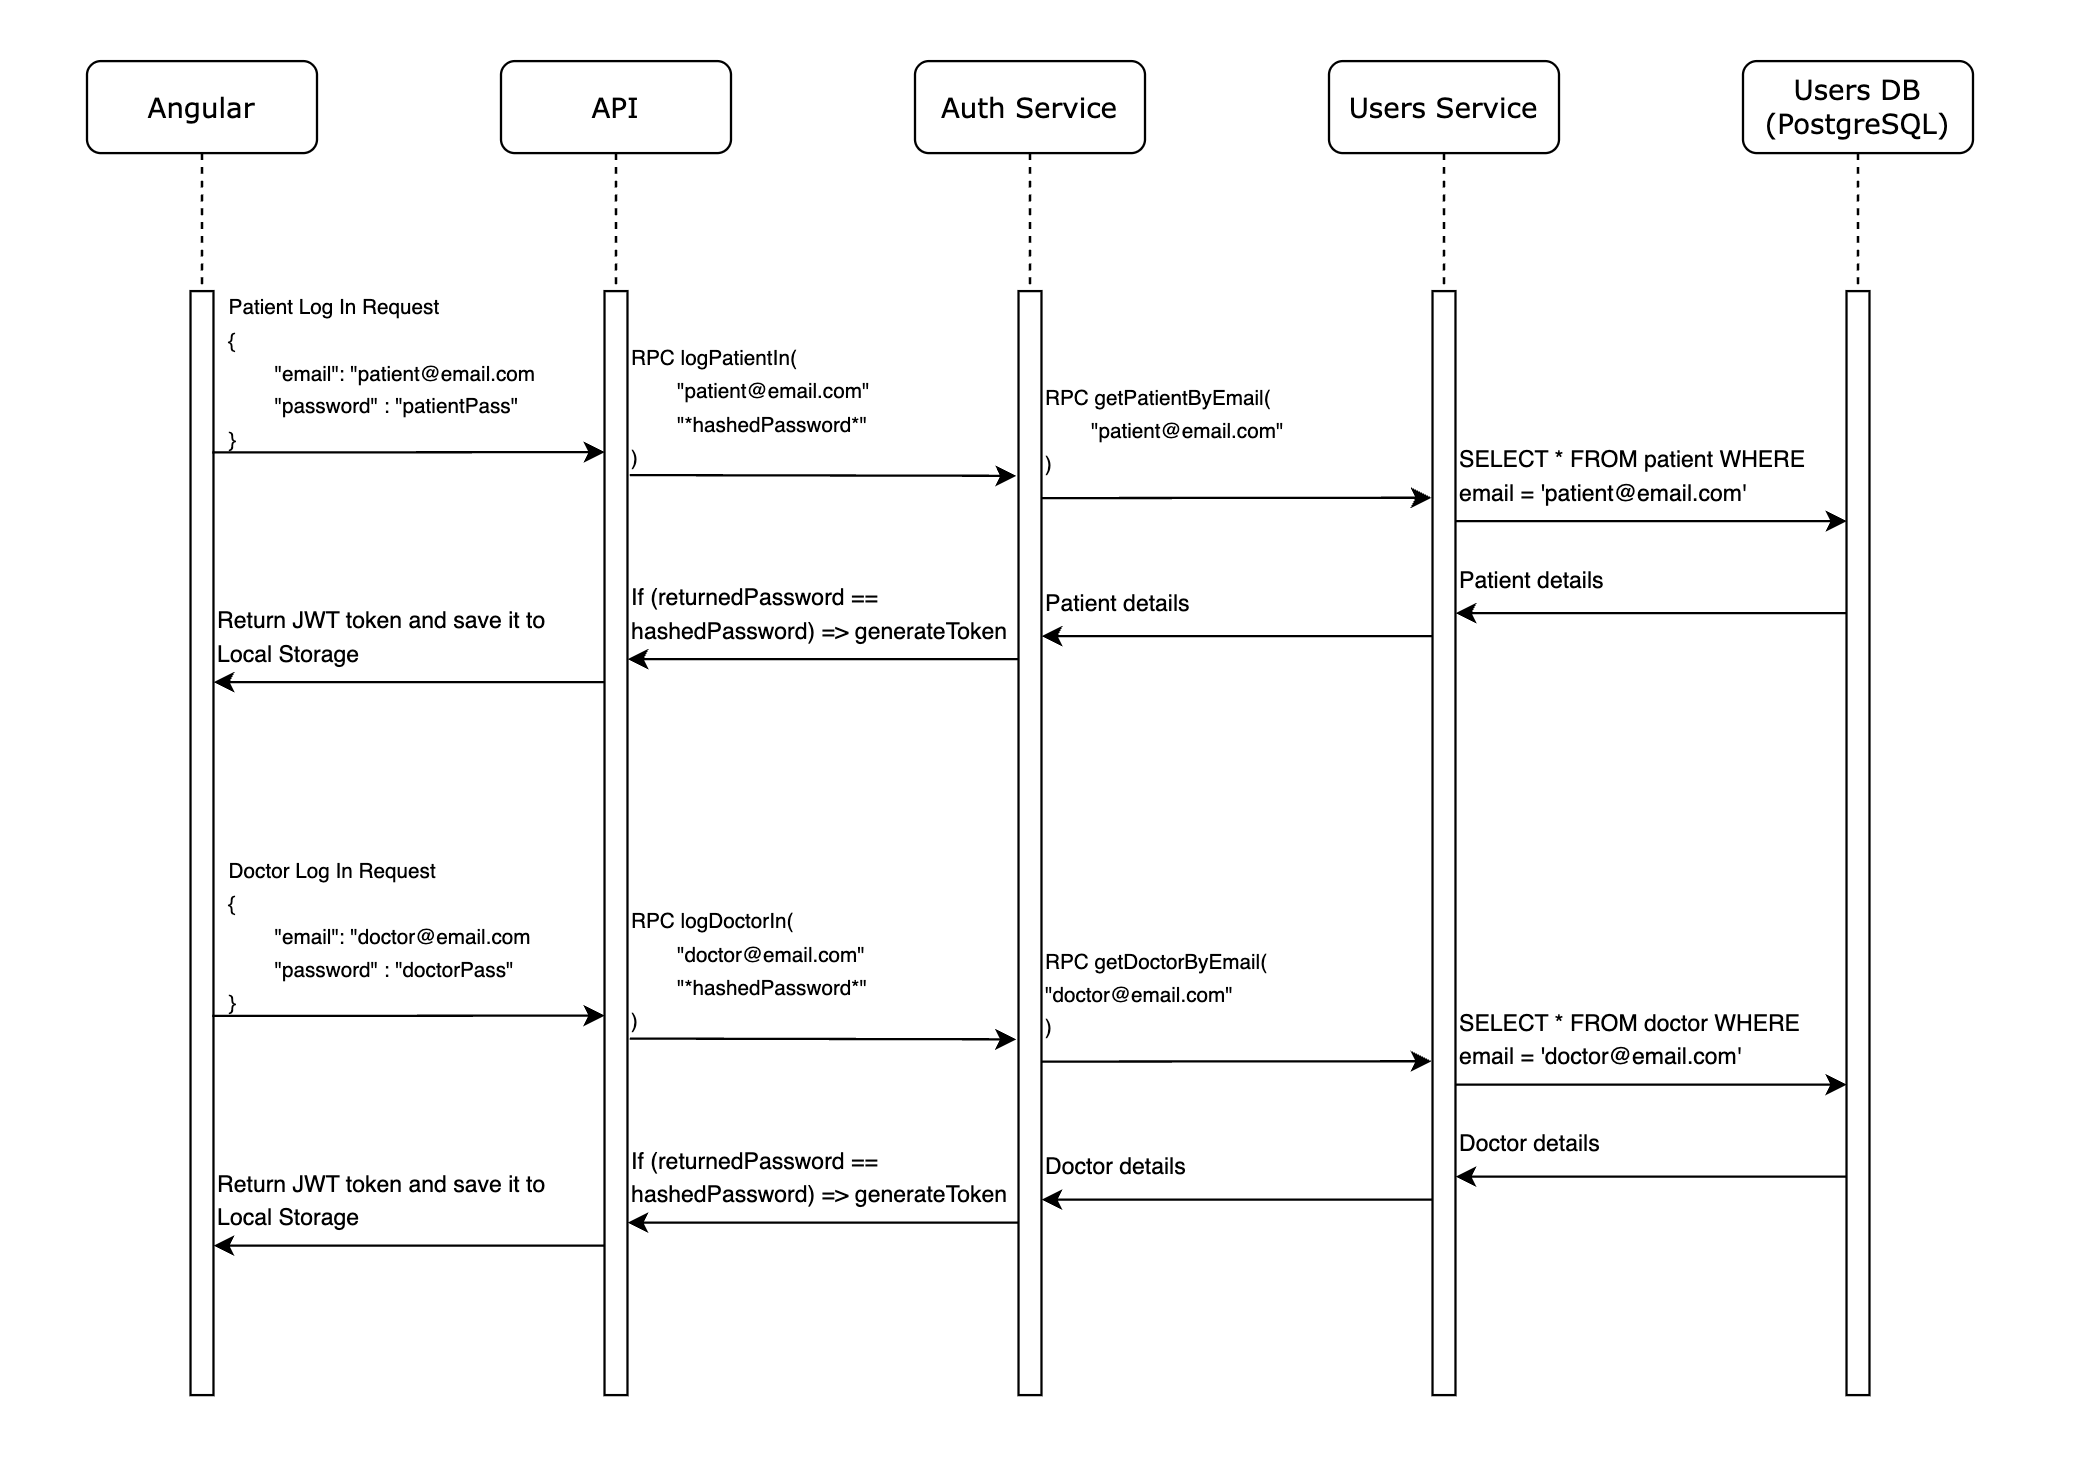 Angular
API
Auth Service
Users Service
Users DB
(PostgreSQL)
Patient Log In Request
{
"email": "patient@email.com
"password" : "patientPass"
}
RPC logPatientIn(
"patient@email.com"
"*hashedPassword*"
)
RPC getPatientByEmail(
"patient@email.com"
)
SELECT * FROM patient WHERE
email = 'patient@email.com'
Patient details
Patient details
If (returnedPassword ==
hashedPassword) => generateToken
Return JWT token and save it to
Local Storage
Doctor Log In Request
{
"email": "doctor@email.com
"password" : "doctorPass"
}
RPC logDoctorIn(
"doctor@email.com"
"*hashedPassword*"
)
RPC getDoctorByEmail(
"doctor@email.com"
)
SELECT * FROM doctor WHERE
email = 'doctor@email.com'
Doctor details
Doctor details
If (returnedPassword ==
hashedPassword) => generateToken
Return JWT token and save it to
Local Storage